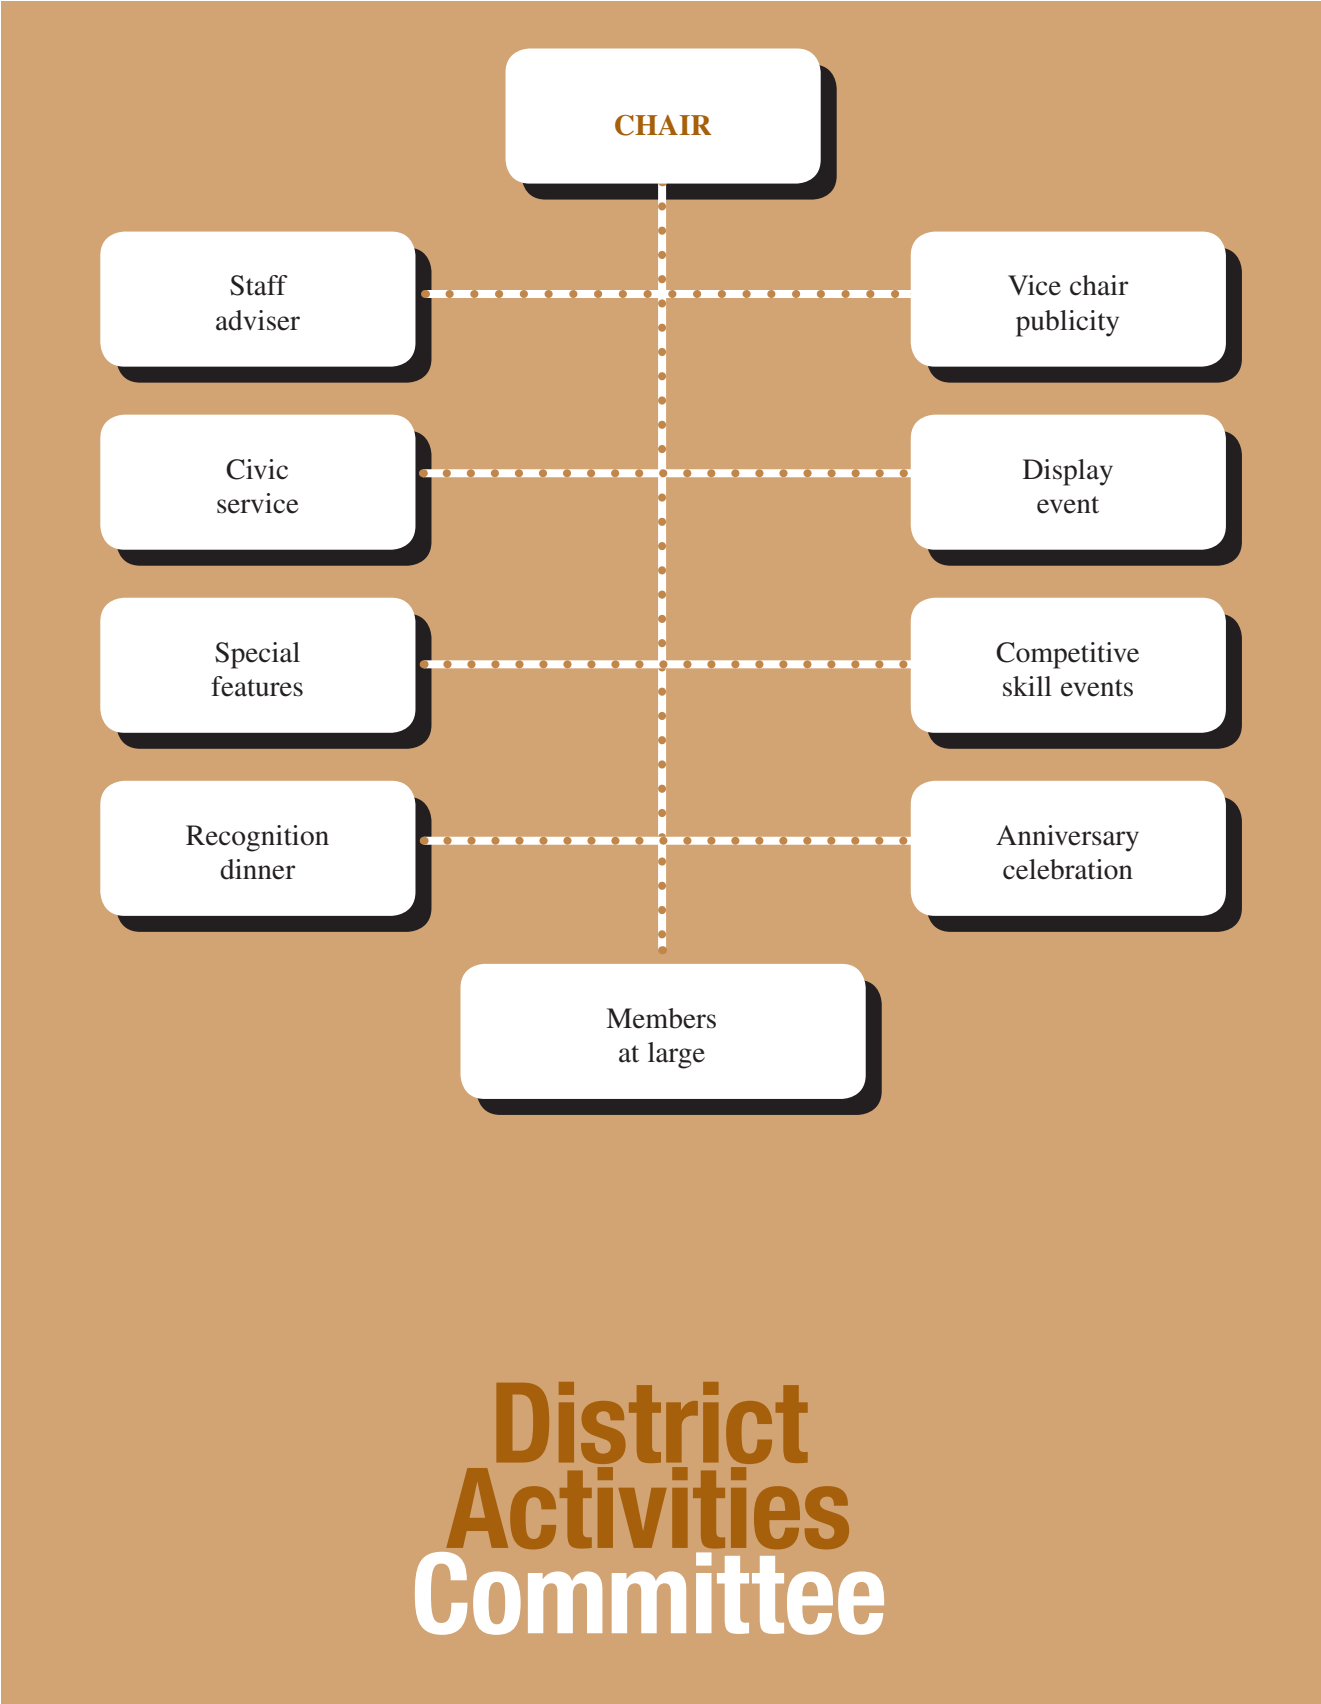 CHAIR
Staff
adviser
Vice chair
publicity
Civic
service
Display
event
Special
features
Competitive
skill events
Recognition
dinner
Anniversary
celebration
Members
at large
District
Activities
Committee